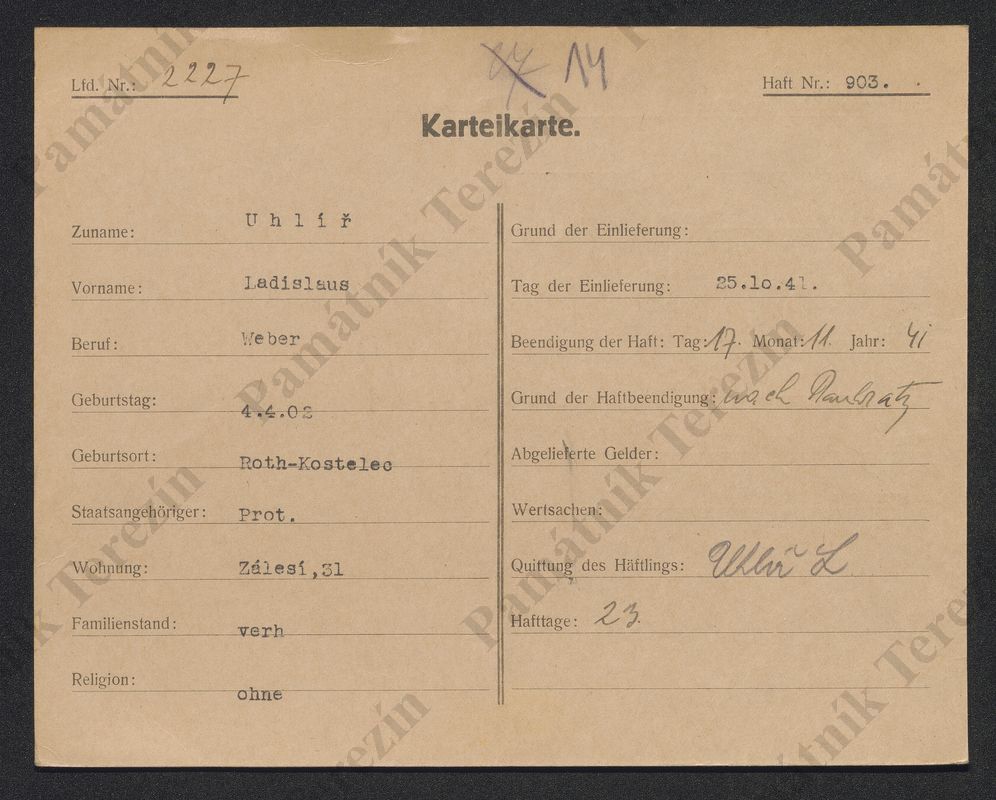 Lfd. Nr.: 2227
14
Haft Nr.: 903.
Karteikarte.
Zuname: Uhlíř
Vorname: Ladislaus
Beruf: Weber
Geburtstag: 4.4.02
Geburtsort: Roth-Kostelec
Staatsangehöriger: Prot.
Wohnung: Zálesí,31
Familienstand: verh
Religion: ohne
Grund der Einlieferung:
Tag der Einlieferung: 25.lo.41.
Beendigung der Haft: Tag: 17. Monat: 11. Jahr: 41
Grund der Haftbeendigung: nach
Abgelieferte Gelder:
Wertsachen:
Quittung des Häftlings: Uhlíř L
Hafttage: 23.
Památník Terezín